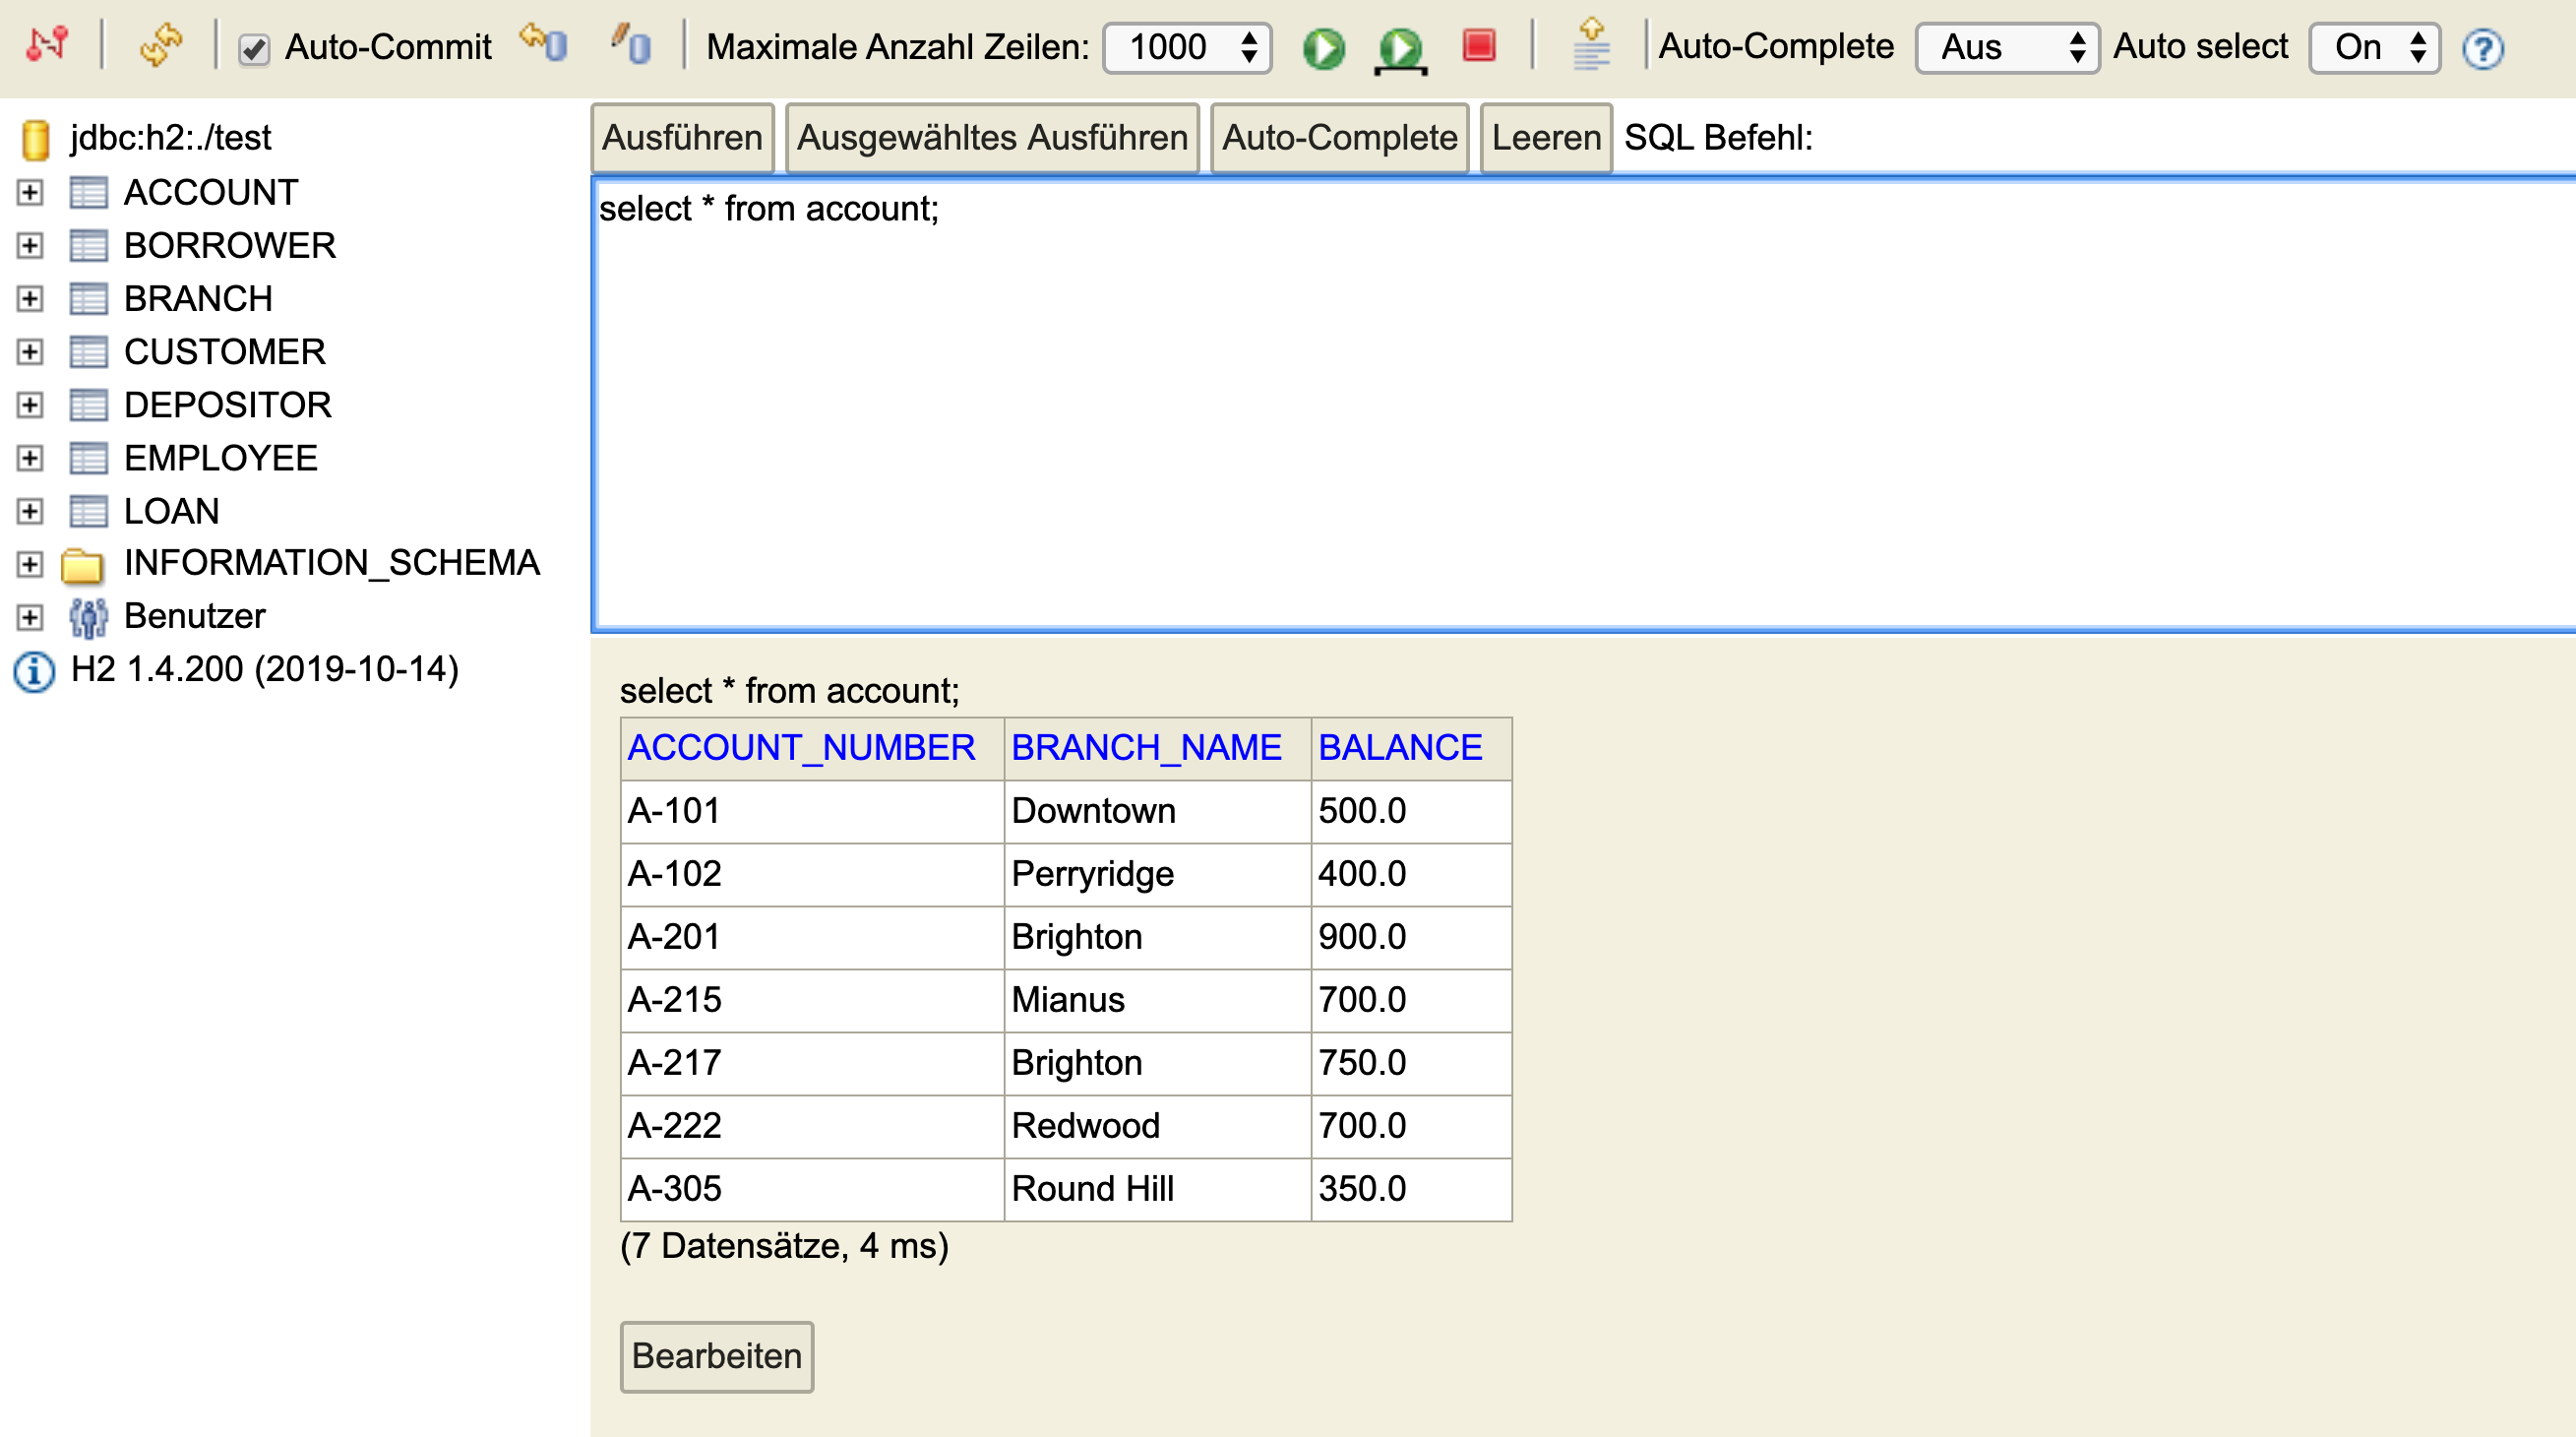 Auto-Commit Maximale Anzahl Zeilen: 1000 Auto-Complete Aus Auto select On ?
jdbc:h2:./test
ACCOUNT
BORROWER
BRANCH
CUSTOMER
DEPOSITOR
EMPLOYEE
LOAN
INFORMATION_SCHEMA
Benutzer
H2 1.4.200 (2019-10-14)
Ausführen Ausgewähltes Ausführen Auto-Complete Leeren SQL Befehl:
select * from account;
select * from account;
ACCOUNT_NUMBER BRANCH_NAME BALANCE
A-101 Downtown 500.0
A-102 Perryridge 400.0
A-201 Brighton 900.0
A-215 Mianus 700.0
A-217 Brighton 750.0
A-222 Redwood 700.0
A-305 Round Hill 350.0
(7 Datensätze, 4 ms)
Bearbeiten